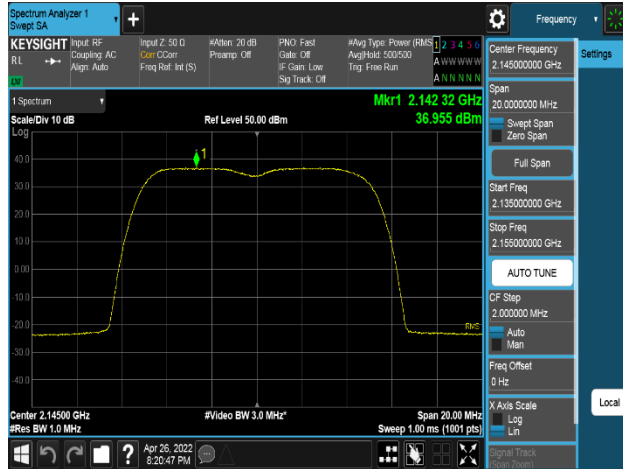 Spectrum Analyzer 1
Swept SA
+
Frequency
KEYSIGHT
Input: RF
Coupling: AC
Align: Auto
Input Z: 50 Ω
Corr CCorr
Freq Ref: Int (S)
#Atten: 20 dB
Preamp: Off
PNO: Fast
Gate: Off
IF Gain: Low
Sig Track: Off
#Avg Type: Power (RMS
Avg|Hold: 500/500
Trig: Free Run
1 2 3 4 5 6
A W W W W W
A N N N N N
RL
LXI
1 Spectrum
Scale/Div 10 dB
Log
Ref Level 50.00 dBm
Mkr1 2.142 32 GHz
36.955 dBm
1
40.0
30.0
20.0
10.0
0.00
-10.0
-20.0
-30.0
-40.0
RMS
Center 2.14500 GHz
#Res BW 1.0 MHz
#Video BW 3.0 MHz*
Span 20.00 MHz
Sweep 1.00 ms (1001 pts)
?
Apr 26, 2022
8:20:47 PM
Center Frequency
2.145000000 GHz
Span
20.0000000 MHz
Swept Span
Zero Span
Full Span
Start Freq
2.135000000 GHz
Stop Freq
2.155000000 GHz
AUTO TUNE
CF Step
2.000000 MHz
Auto
Man
Freq Offset
0 Hz
X Axis Scale
Log
Lin
Signal Track
(Span Zoom)
Settings
Local